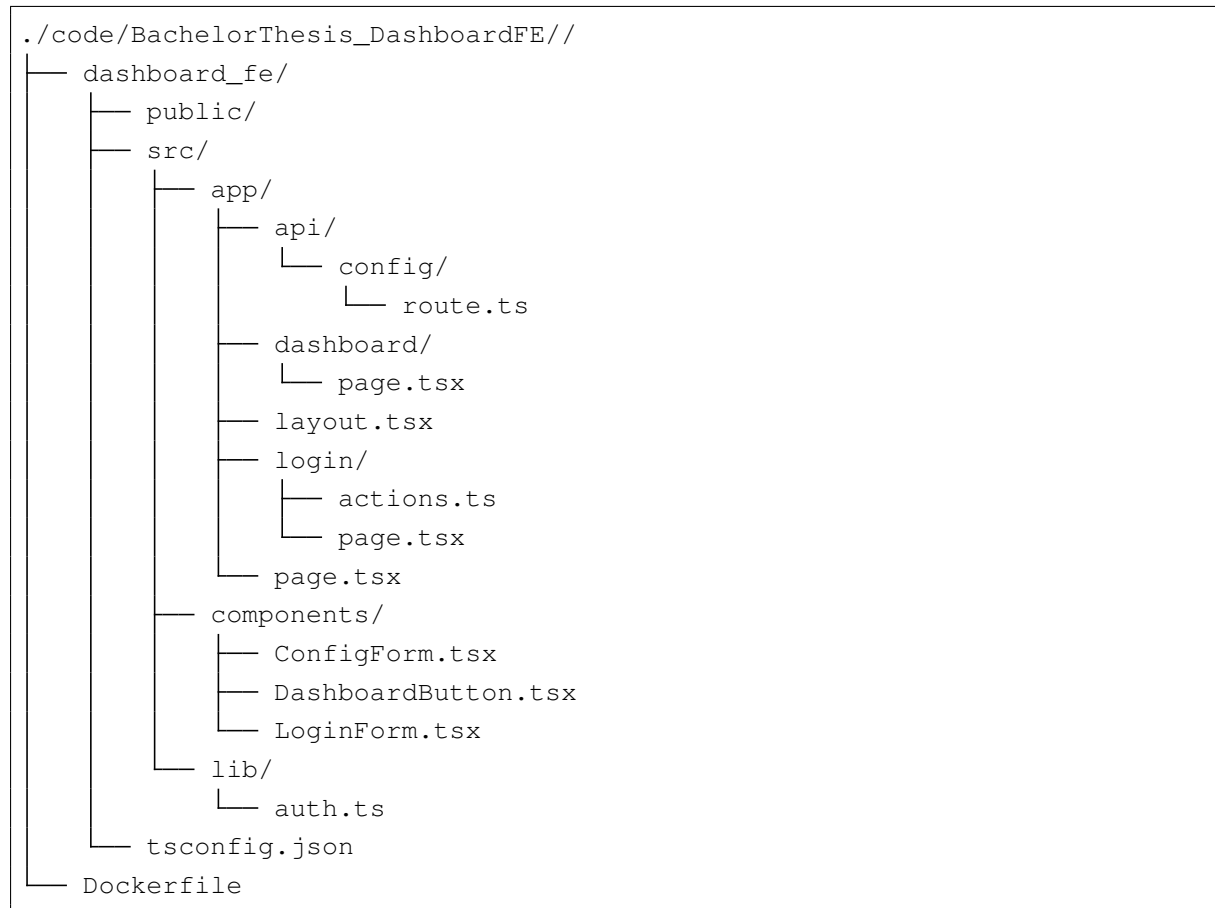 ./code/BachelorThesis_DashboardFE//
├── dashboard_fe/
│   ├── public/
│   ├── src/
│   │   ├── app/
│   │   │   ├── api/
│   │   │   │   └── config/
│   │   │   │       └── route.ts
│   │   │   ├── dashboard/
│   │   │   │   └── page.tsx
│   │   │   ├── layout.tsx
│   │   │   ├── login/
│   │   │   │   ├── actions.ts
│   │   │   │   └── page.tsx
│   │   │   └── page.tsx
│   │   ├── components/
│   │   │   ├── ConfigForm.tsx
│   │   │   ├── DashboardButton.tsx
│   │   │   └── LoginForm.tsx
│   │   └── lib/
│   │       └── auth.ts
│   └── tsconfig.json
└── Dockerfile